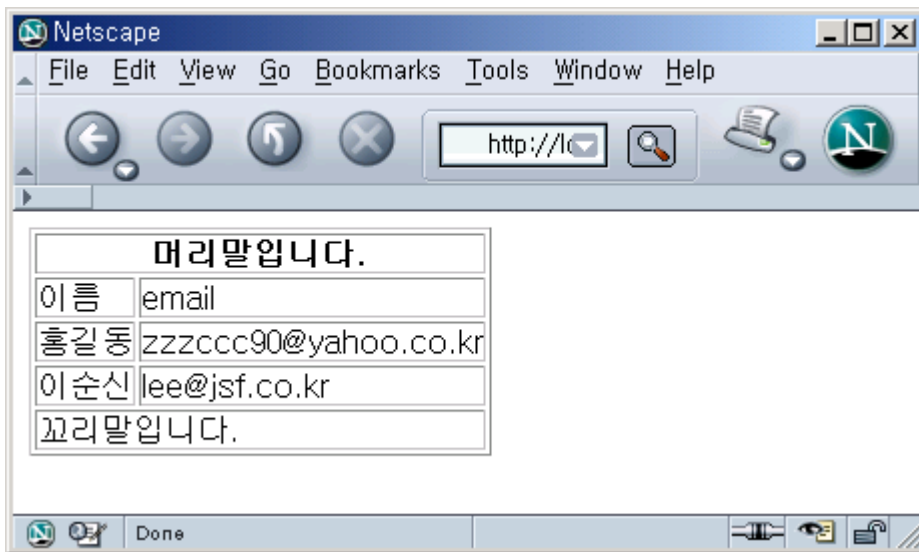 Netscape
File Edit View Go Bookmarks Tools Window Help
http://lo
머리말입니다.
이름 email
홍길동 zzzccc90@yahoo.co.kr
이순신 lee@jsf.co.kr
꼬리말입니다.
Done